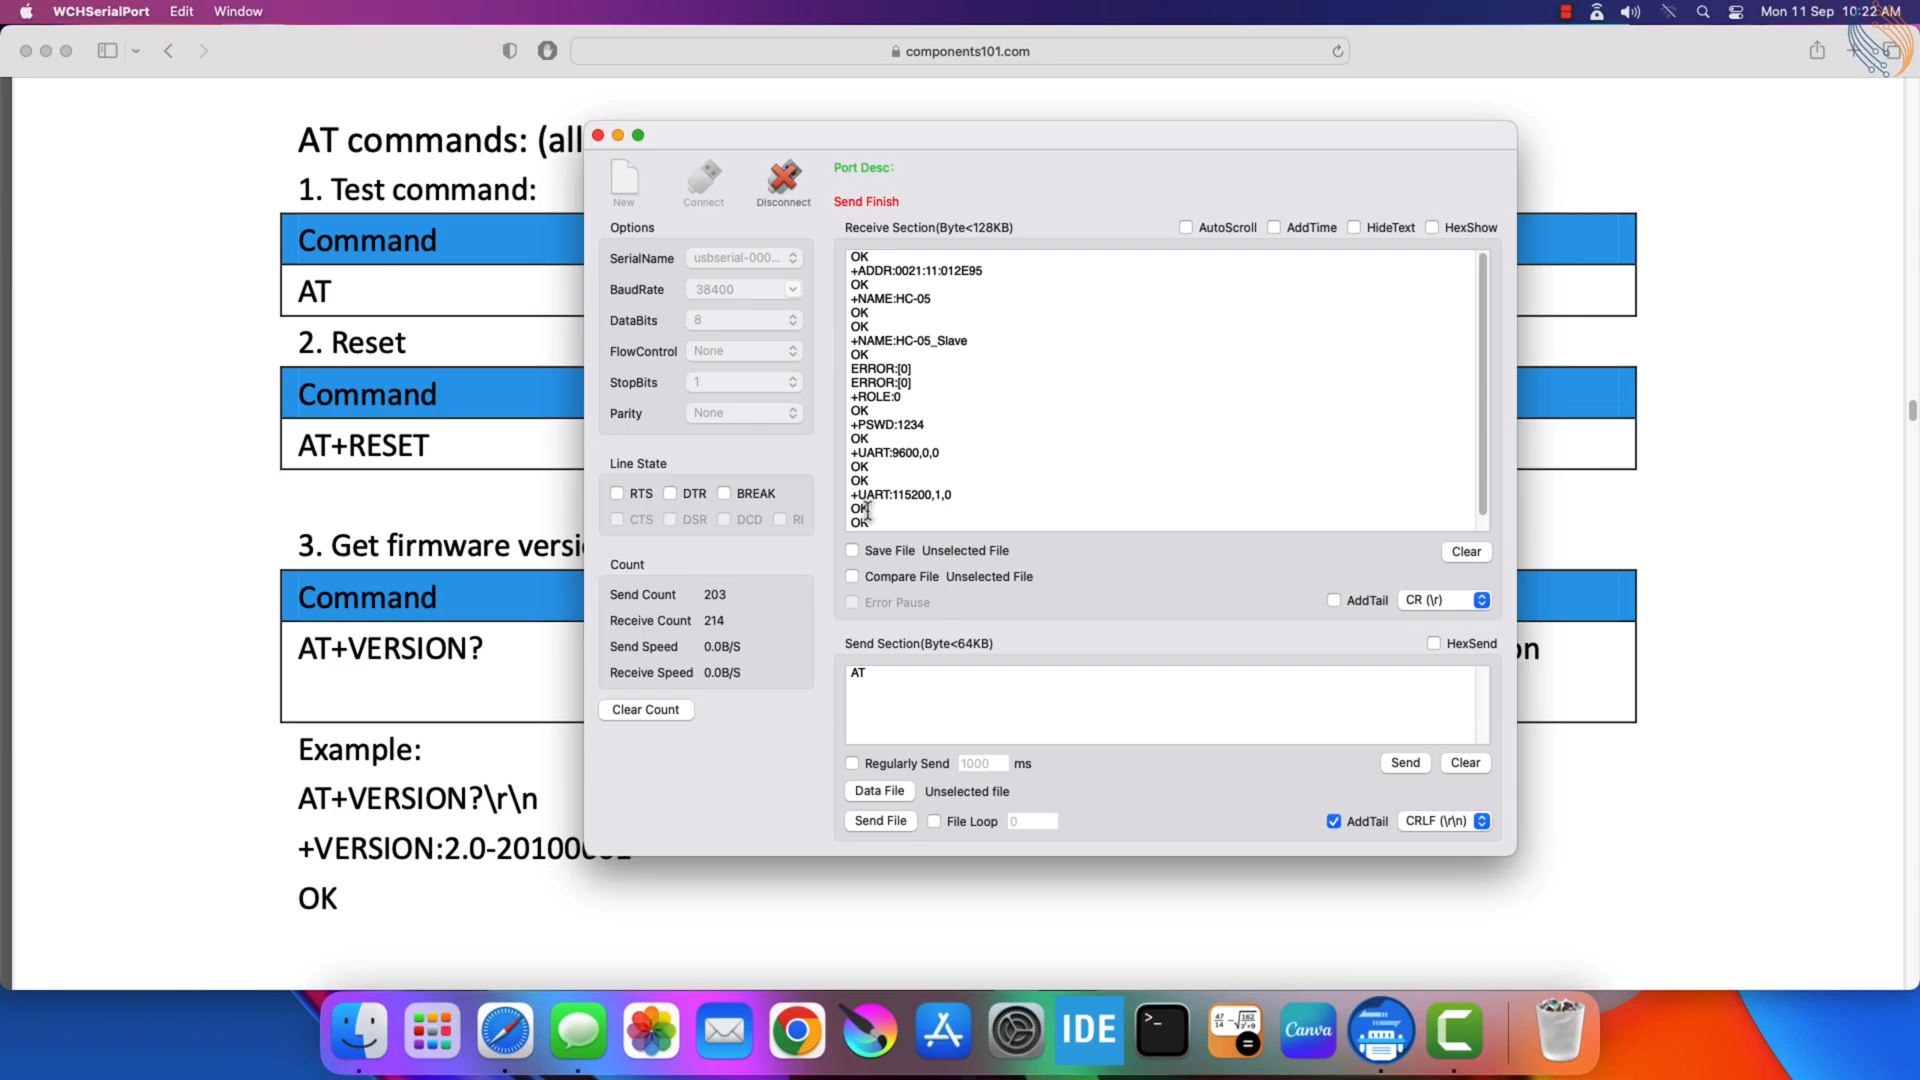 WCHSerialPort Edit Window
Mon 11 Sep 10:22 AM
components101.com
AT commands: (all
1. Test command:
Command
AT
2. Reset
Command
AT+RESET
3. Get firmware versi
Command
AT+VERSION?
on
Example:
AT+VERSION?\r\n
+VERSION:2.0-20100601
OK
New
Connect
Disconnect
Port Desc:
Send Finish
Options
SerialName usbserial-000...
BaudRate 38400
DataBits 8
FlowControl None
StopBits 1
Parity None
Line State
RTS DTR BREAK
CTS DSR DCD RI
Count
Send Count 203
Receive Count 214
Send Speed 0.0B/S
Receive Speed 0.0B/S
Clear Count
Receive Section(Byte<128KB)
AutoScroll AddTime HideText HexShow
OK
+ADDR:0021:11:012E95
OK
+NAME:HC-05
OK
OK
+NAME:HC-05_Slave
OK
ERROR:[0]
ERROR:[0]
+ROLE:0
OK
+PSWD:1234
OK
+UART:9600,0,0
OK
OK
+UART:115200,1,0
OK
OK
Save File Unselected File
Clear
Compare File Unselected File
Error Pause
AddTail CR (\r)
Send Section(Byte<64KB)
HexSend
AT
Regularly Send 1000 ms
Send Clear
Data File Unselected file
Send File File Loop 0
AddTail CRLF (\r\n)
IDE
Canva